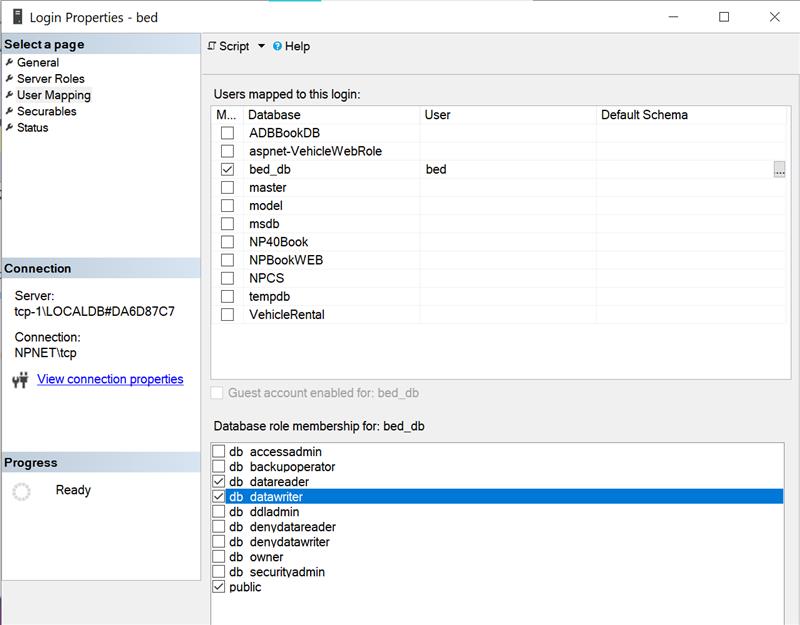 Login Properties - bed
Select a page
General
Server Roles
User Mapping
Securables
Status
Connection
Server:
tcp-1\LOCALDB#DA6D87C7
Connection:
NPNET\tcp
View connection properties
Progress
Ready
Script Help
Users mapped to this login:
M... Database User Default Schema
ADBBookDB
aspnet-VehicleWebRole
bed_db bed ...
master
model
msdb
NP40Book
NPBookWEB
NPCS
tempdb
VehicleRental
Guest account enabled for: bed_db
Database role membership for: bed_db
db_accessadmin
db_backupoperator
db_datareader
db_datawriter
db_ddladmin
db_denydatareader
db_denydatawriter
db_owner
db_securityadmin
public